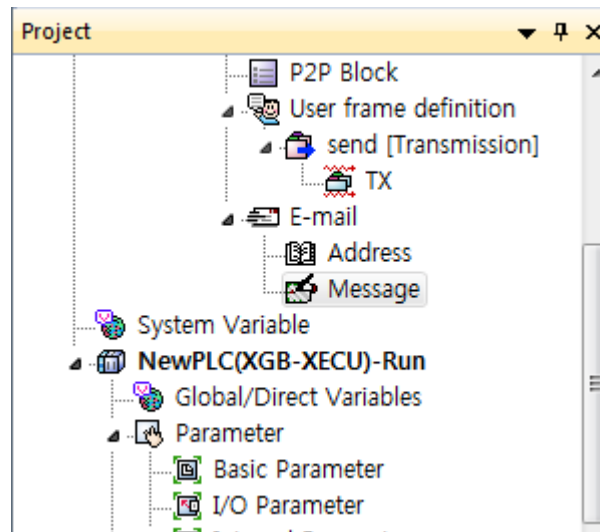 Project
P2P Block
User frame definition
send [Transmission]
TX
E-mail
Address
Message
System Variable
NewPLC(XGB-XECU)-Run
Global/Direct Variables
Parameter
Basic Parameter
I/O Parameter